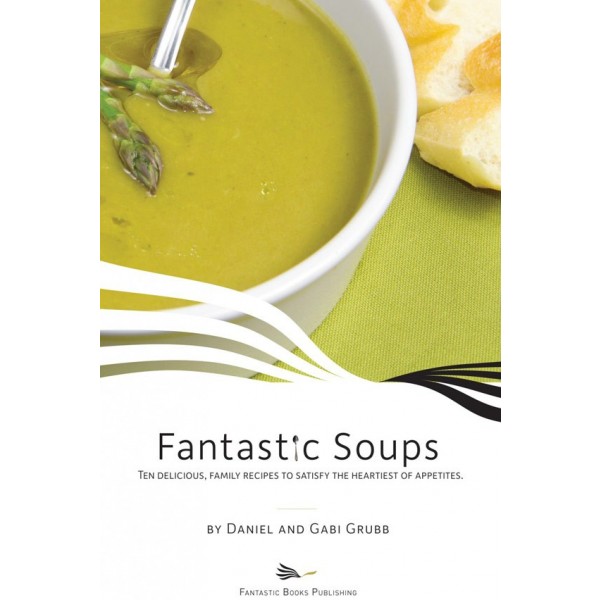 Fantastic Soups
Ten delicious, family recipes to satisfy the heartiest of appetites.
by Daniel and Gabi Grubb
Fantastic Books Publishing